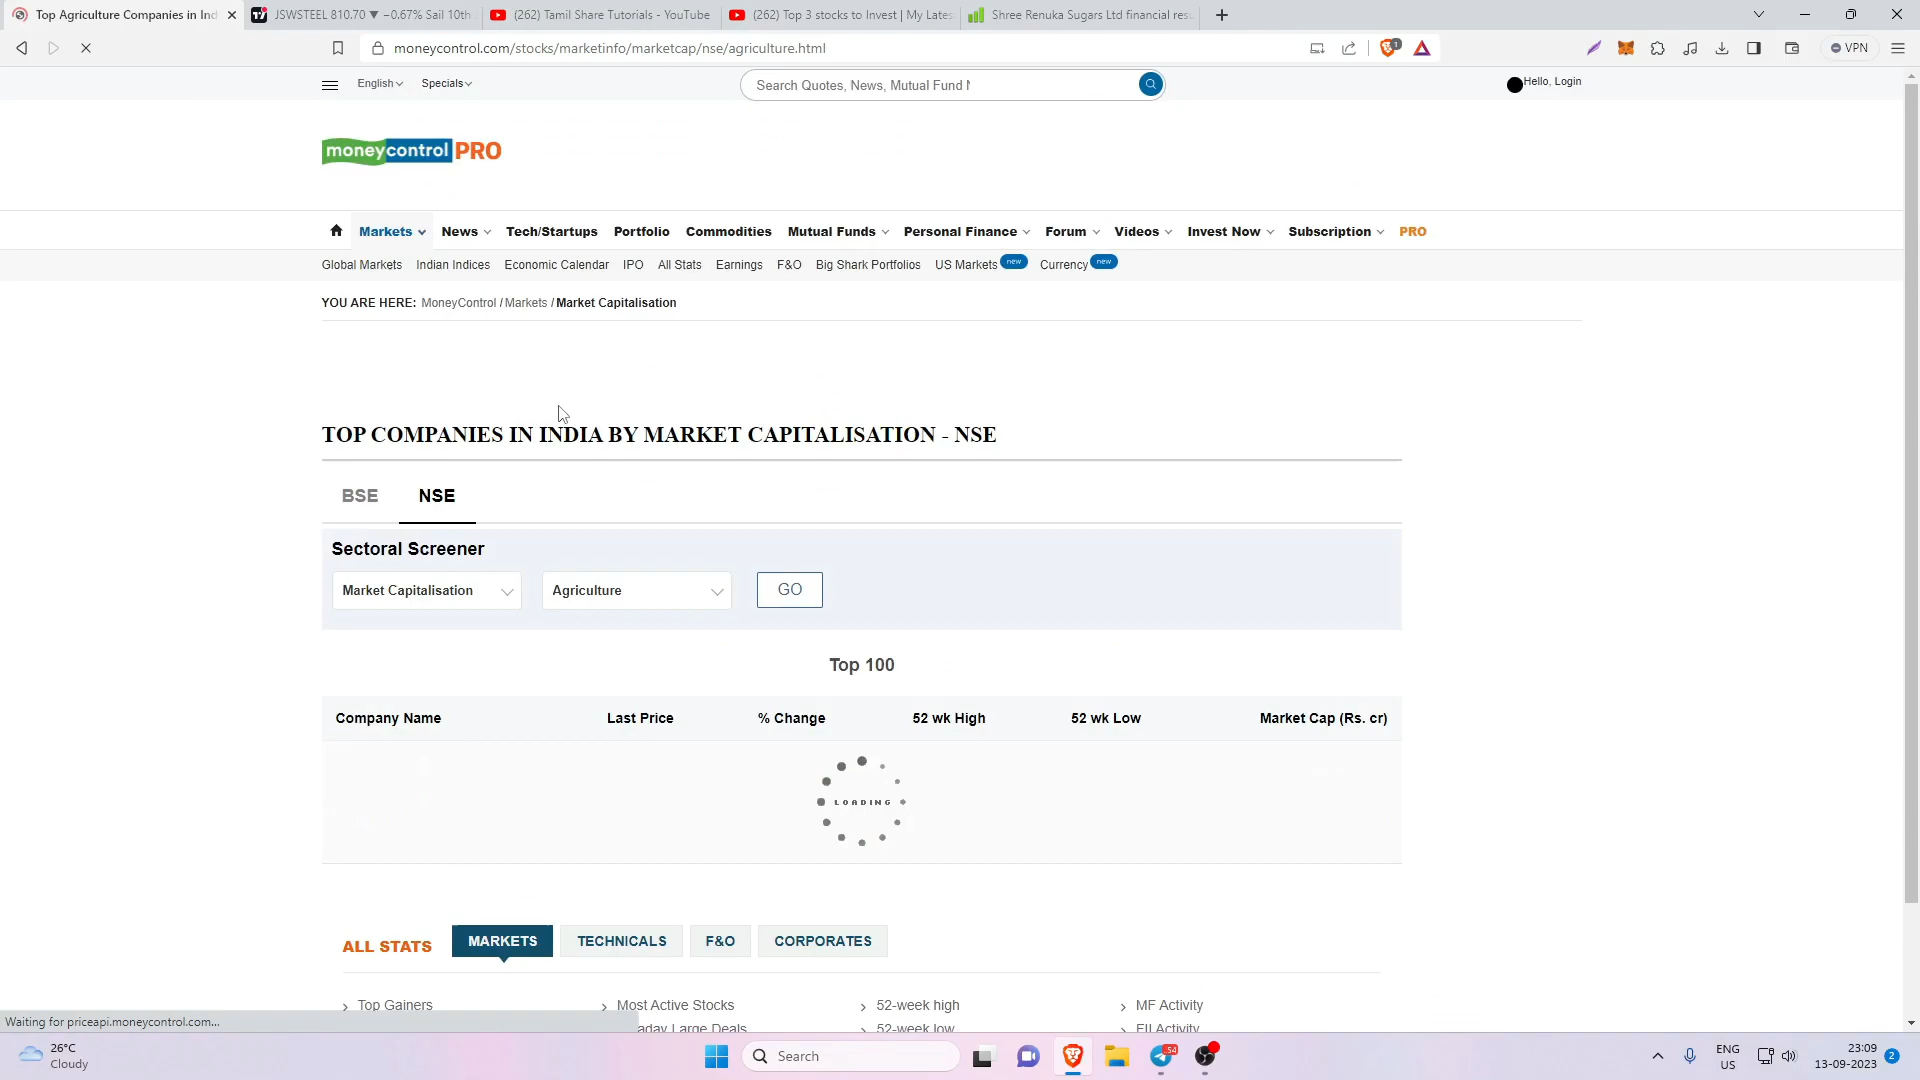 Top Agriculture Companies in Ind
JSWSTEEL 810.70 ▼ −0.67% Sail 10th
(262) Tamil Share Tutorials - YouTube
(262) Top 3 stocks to Invest | My Lates
Shree Renuka Sugars Ltd financial resu
moneycontrol.com/stocks/marketinfo/marketcap/nse/agriculture.html
1
VPN
English
Specials
Search Quotes, News, Mutual Fund N
Hello, Login
moneycontrol PRO
Markets
News
Tech/Startups
Portfolio
Commodities
Mutual Funds
Personal Finance
Forum
Videos
Invest Now
Subscription
PRO
Global Markets
Indian Indices
Economic Calendar
IPO
All Stats
Earnings
F&O
Big Shark Portfolios
US Markets new
Currency new
YOU ARE HERE: MoneyControl / Markets / Market Capitalisation
TOP COMPANIES IN INDIA BY MARKET CAPITALISATION - NSE
BSE
NSE
Sectoral Screener
Market Capitalisation
Agriculture
GO
Top 100
Company Name
Last Price
% Change
52 wk High
52 wk Low
Market Cap (Rs. cr)
LOADING
ALL STATS
MARKETS
TECHNICALS
F&O
CORPORATES
Top Gainers
Most Active Stocks
52-week high
MF Activity
aday Large Deals
52-week low
FII Activity
Waiting for priceapi.moneycontrol.com...
26°C
Cloudy
Search
54
ENG
US
23:09
13-09-2023
2